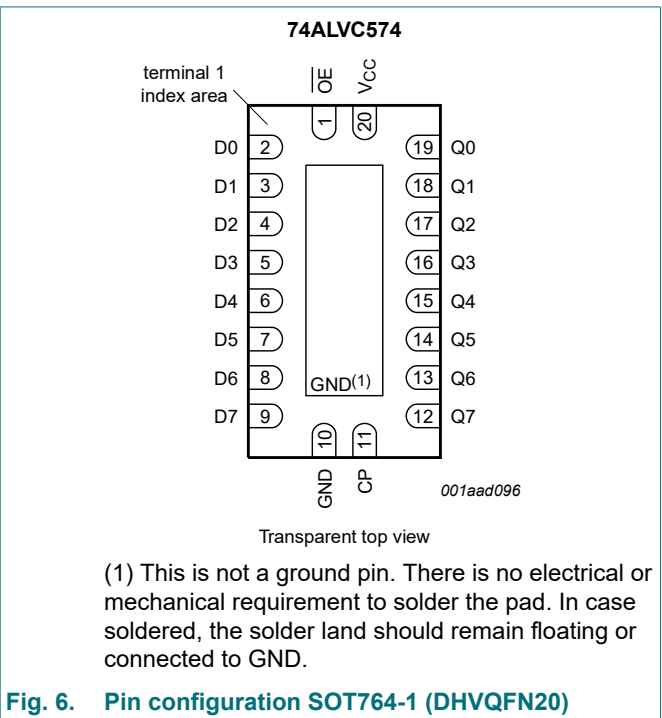 74ALVC574
terminal 1
index area
OE VCC
1 20
D0 2 19 Q0
D1 3 18 Q1
D2 4 17 Q2
D3 5 16 Q3
D4 6 15 Q4
D5 7 14 Q5
D6 8 13 Q6
GND(1)
D7 9 12 Q7
10 11
GND CP
001aad096
Transparent top view
(1) This is not a ground pin. There is no electrical or
mechanical requirement to solder the pad. In case
soldered, the solder land should remain floating or
connected to GND.
Fig. 6. Pin configuration SOT764-1 (DHVQFN20)